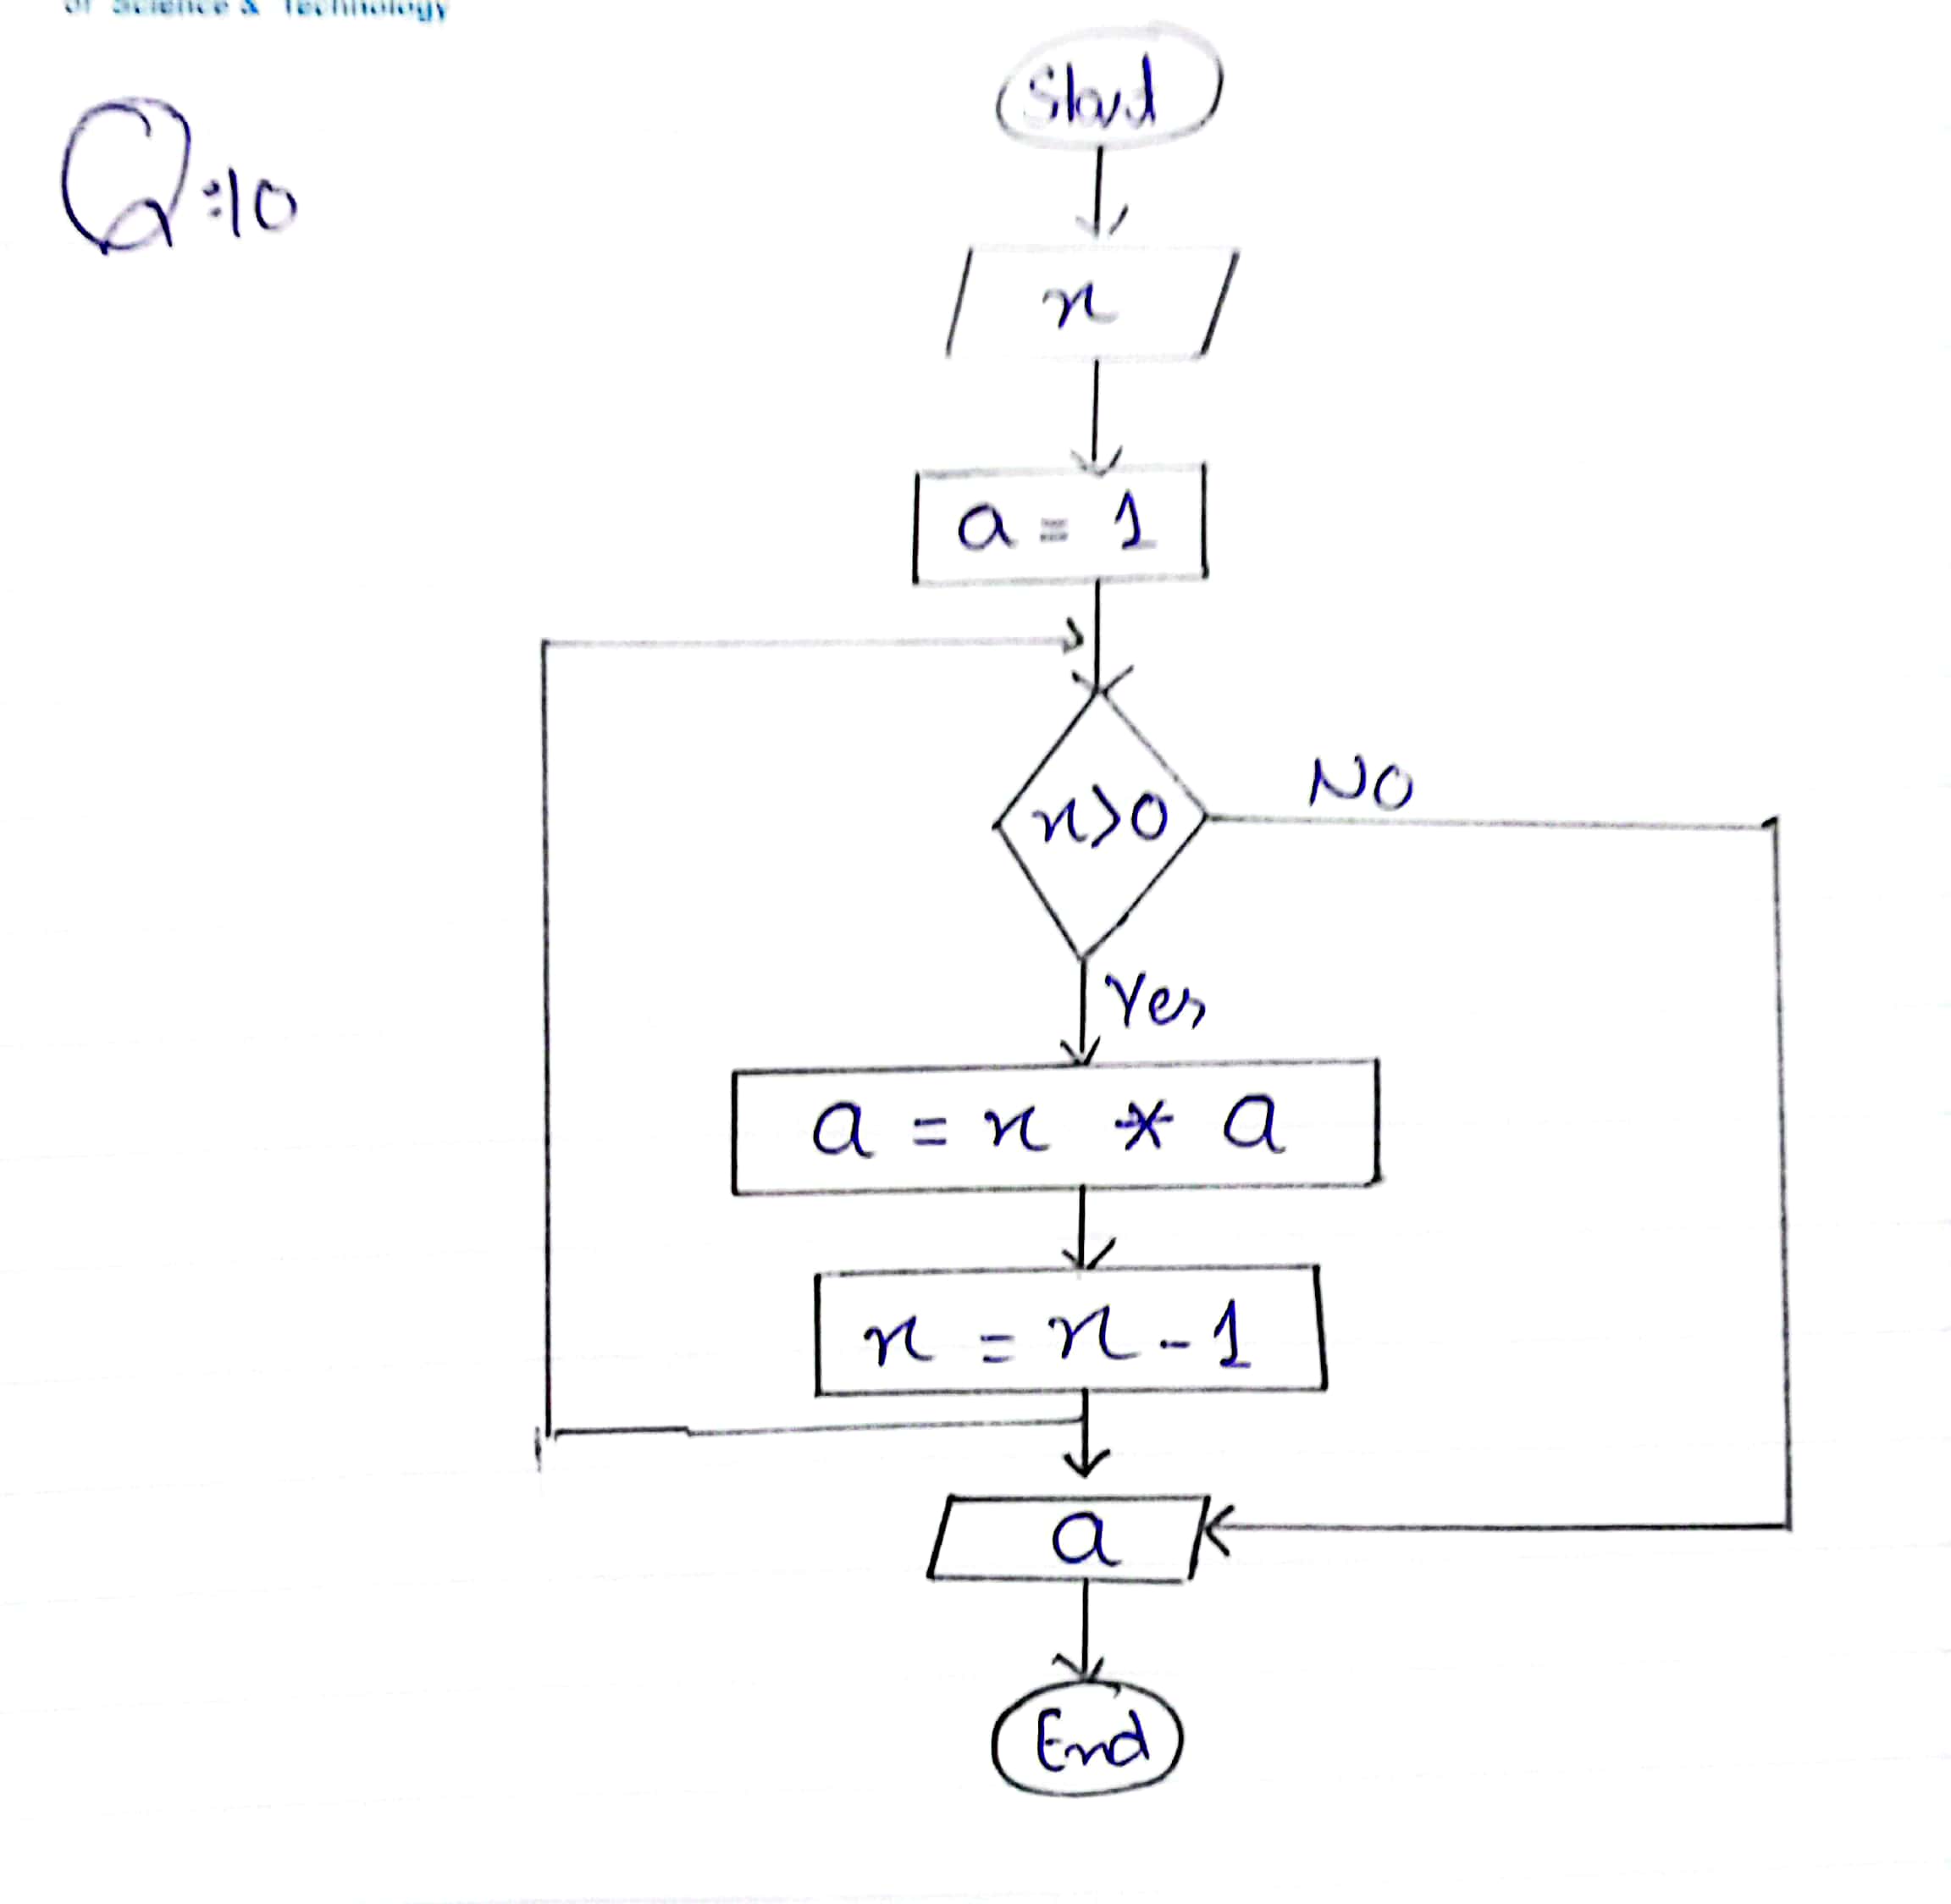 of Science & Technology
Q:10
Start
n
a = 1
n>0
NO
Yes
a = n * a
n = n - 1
a
End